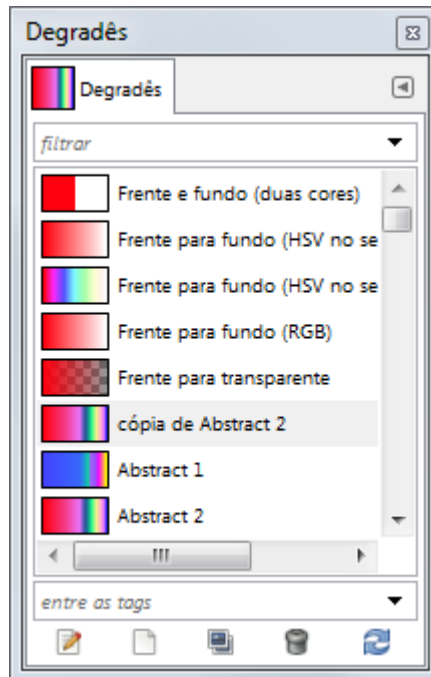 Degradês
Degradês
filtrar
Frente e fundo (duas cores)
Frente para fundo (HSV no se
Frente para fundo (HSV no se
Frente para fundo (RGB)
Frente para transparente
cópia de Abstract 2
Abstract 1
Abstract 2
entre as tags